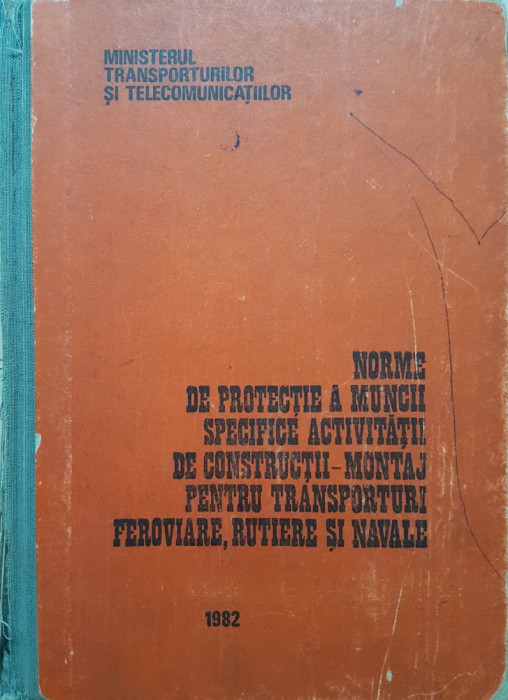 MINISTERUL
TRANSPORTURILOR
ȘI TELECOMUNICAȚIILOR
NORME
DE PROTECȚIE A MUNCII
SPECIFICE ACTIVITĂȚII
DE CONSTRUCȚII-MONTAJ
PENTRU TRANSPORTURI
FEROVIARE, RUTIERE ȘI NAVALE
1982